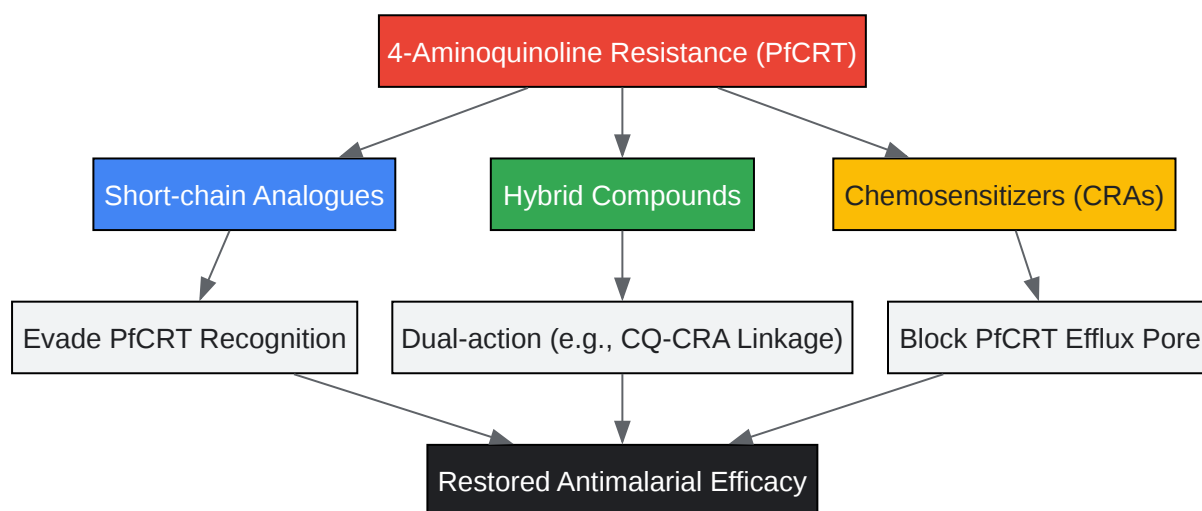 4-Aminoquinoline Resistance (PfCRT)
Short-chain Analogues
Hybrid Compounds
Chemosensitizers (CRAs)
Evade PfCRT Recognition
Dual-action (e.g., CQ-CRA Linkage)
Block PfCRT Efflux Pore
Restored Antimalarial Efficacy